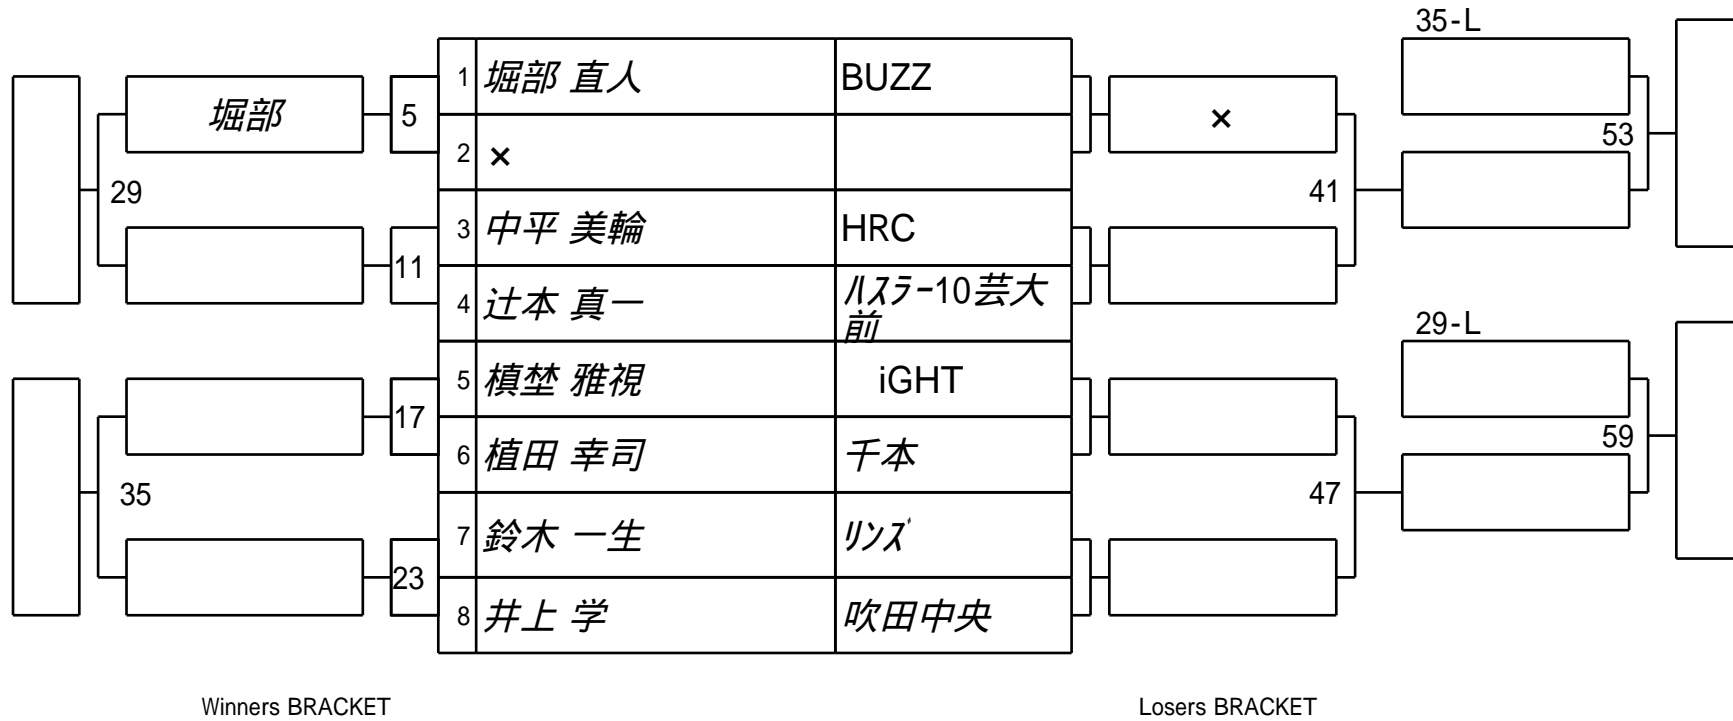 35-L
1 堀部 直人 BUZZ
堀部 5 × 53
2 ×
29 41
3 中平 美輪 HRC
11
4 辻本 真一 ﾊｽﾗｰ10芸大
前
29-L
5 槙埜 雅視 iGHT
17 59
6 植田 幸司 千本
35 47
7 鈴木 一生 ﾘﾝｽﾞ
23
8 井上 学 吹田中央
Winners BRACKET Losers BRACKET